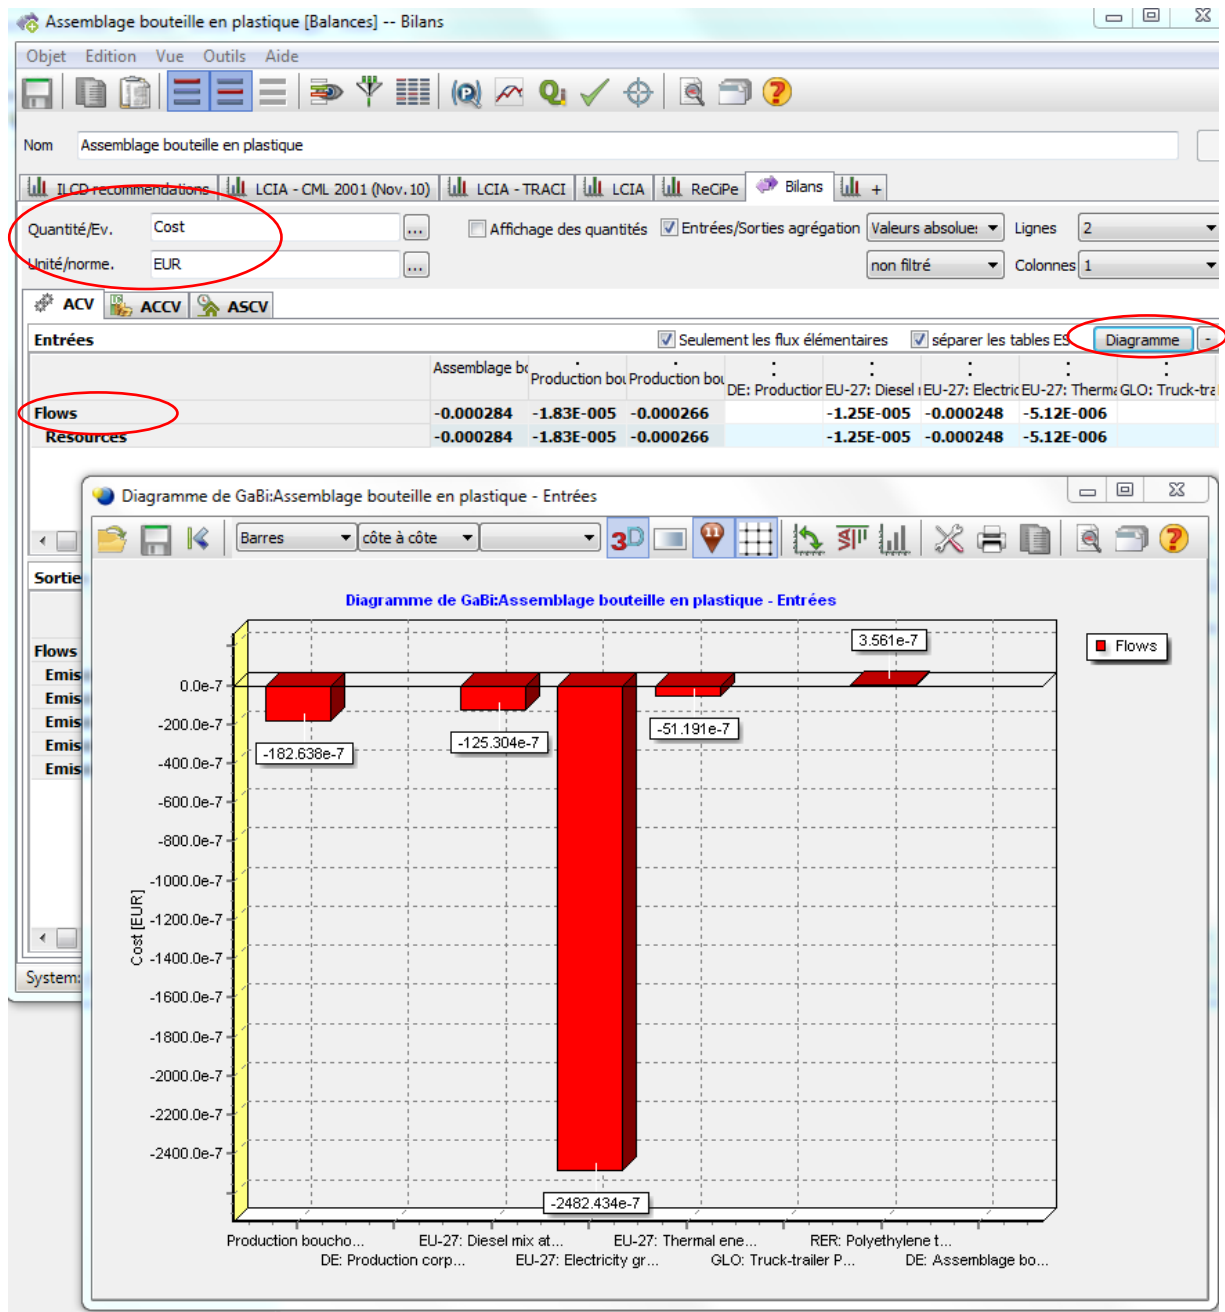 Assemblage bouteille en plastique [Balances] -- Bilans
Objet Edition Vue Outils Aide
Nom Assemblage bouteille en plastique
ILCD recommendations LCIA - CML 2001 (Nov. 10) LCIA - TRACI LCIA ReCiPe Bilans +
Quantité/Ev. Cost ... Affichage des quantités Entrées/Sorties agrégation Valeurs absolue: Lignes 2
Unité/norme. EUR ... non filtré Colonnes 1
ACV ACCV ASCV
Entrées Seulement les flux élémentaires séparer les tables ES Diagramme -
Assemblage bo Production bou Production bou DE: Production EU-27: Diesel EU-27: Electric EU-27: Therma GLO: Truck-tra
Flows -0.000284 -1.83E-005 -0.000266 -1.25E-005 -0.000248 -5.12E-006
Resources -0.000284 -1.83E-005 -0.000266 -1.25E-005 -0.000248 -5.12E-006
Diagramme de GaBi:Assemblage bouteille en plastique - Entrées
Barres côte à côte 3D 11
Sortie
Flows
Emis
Emis
Emis
Emis
Emis
System:
Diagramme de GaBi:Assemblage bouteille en plastique - Entrées
Flows
3.561e-7
-182.638e-7
-125.304e-7
-51.191e-7
-2482.434e-7
0.0e-7
-200.0e-7
-400.0e-7
-600.0e-7
-800.0e-7
-1000.0e-7
-1200.0e-7
-1400.0e-7
-1600.0e-7
-1800.0e-7
-2000.0e-7
-2200.0e-7
-2400.0e-7
Cost [EUR]
Production boucho... EU-27: Diesel mix at... EU-27: Thermal ene... RER: Polyethylene t...
DE: Production corp... EU-27: Electricity gr... GLO: Truck-trailer P... DE: Assemblage bo...